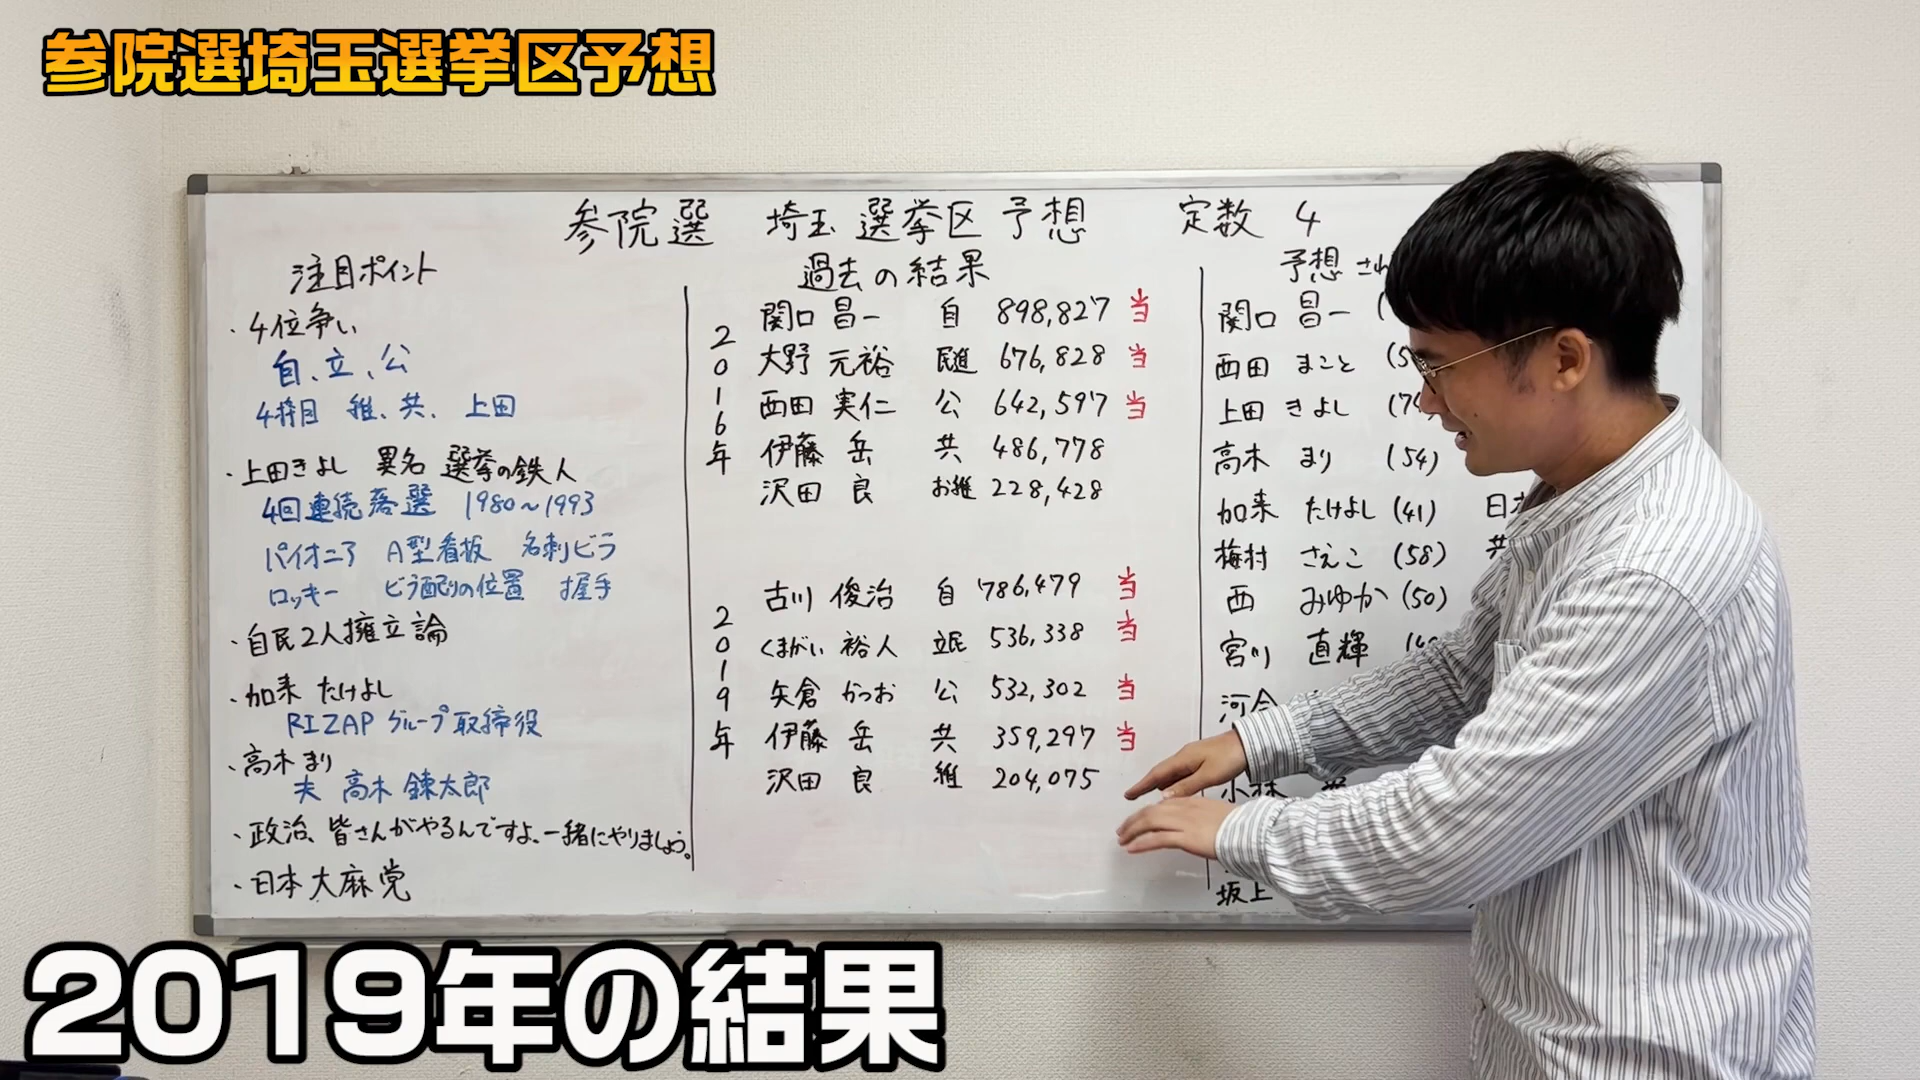 参院選埼玉選挙区予想
参院選 埼玉選挙区予想 定数 4
注目ポイント
・4位争い
自、立、公
4枠目 維、共、上田
・上田きよし 異名 選挙の鉄人
4回連続落選 1980~1993
パイオニア A型看板 名刺ビラ
ロッキー ビラ配りの位置 握手
・自民2人擁立論
・加来 たけよし
RIZAP グループ取締役
・高木まり
夫 高木 錬太郎
・政治、皆さんがやるんですよ。一緒にやりましょう。
・日本大麻党
過去の結果
2016年
関口 昌一 自 898,827 当
大野 元裕 民進 676,828 当
西田 実仁 公 642,597 当
伊藤 岳 共 486,778
沢田 良 お維 228,428
2019年
古川 俊治 自 786,479 当
くまがい 裕人 立民 536,338 当
矢倉 かつお 公 532,302 当
伊藤 岳 共 359,297 当
沢田 良 維 204,075
予想 され
関口 昌一 (
西田 まこと (5
上田 きよし (7
高木 まり (54)
加来 たけよし (41) 日
梅村 さえこ (58) 共
西 みゆか (50)
宮川 直輝 (4
河合
小林
坂上
2019年の結果